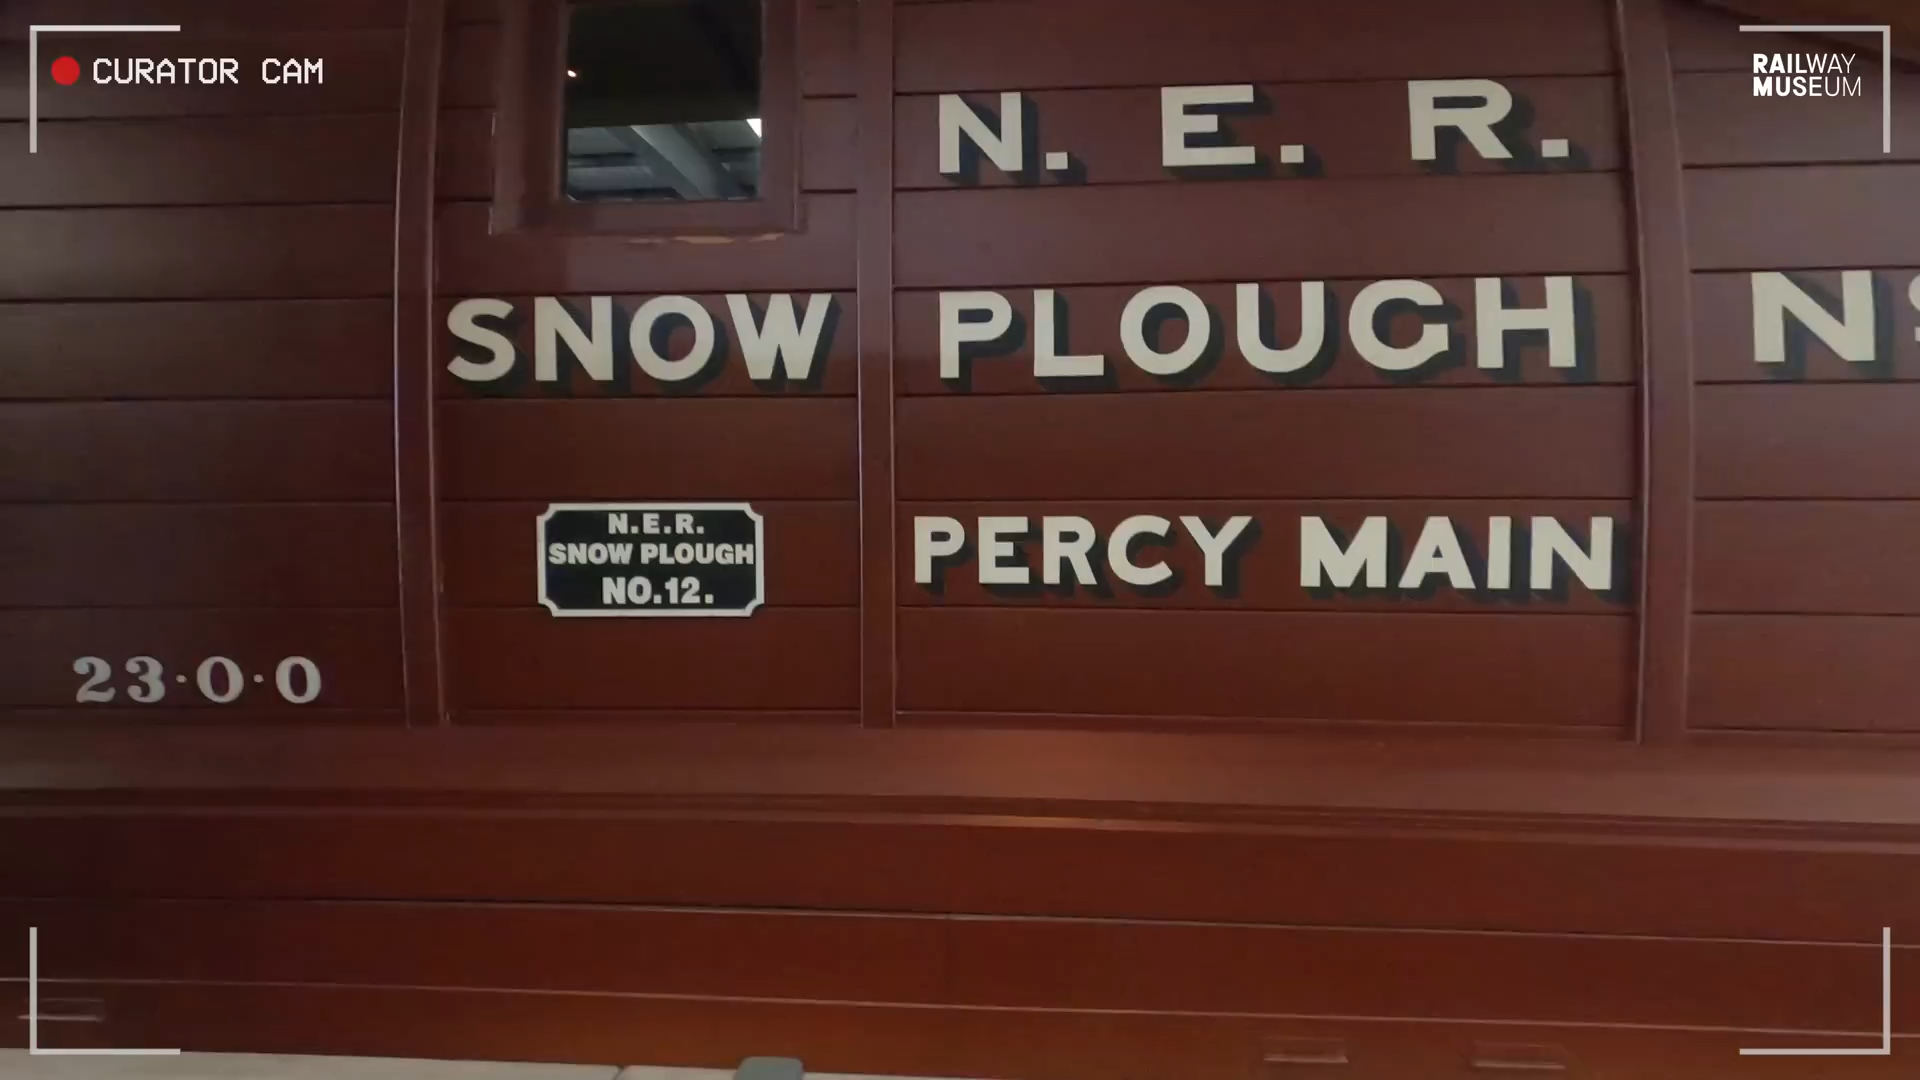 CURATOR CAM
RAILWAY
MUSEUM
N. E. R.
SNOW PLOUGH
PERCY MAIN
N.E.R.
SNOW PLOUGH
NO.12.
23·0·0